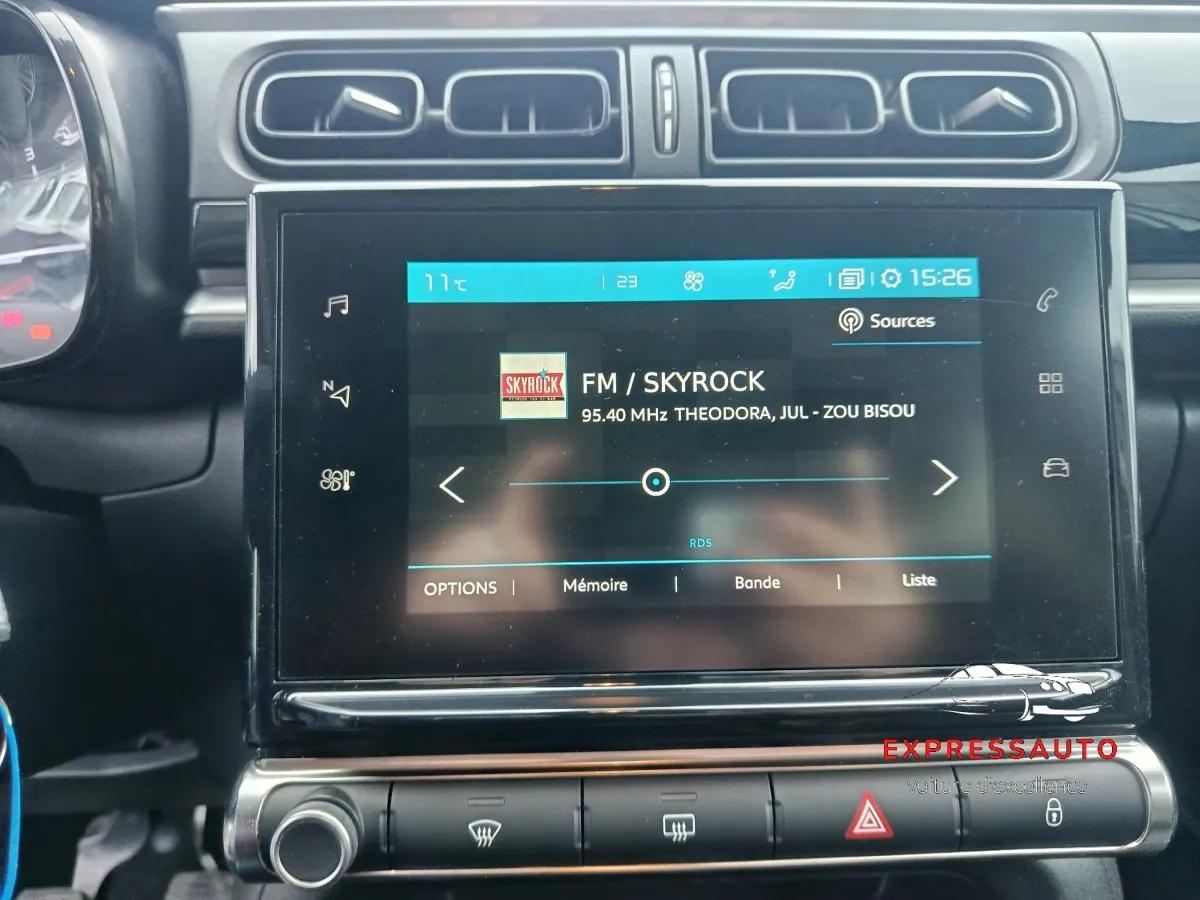 3
11°C 23 15:26
Sources
SKYROCK
FM / SKYROCK
95.40 MHz THEODORA, JUL - ZOU BISOU
N
RDS
OPTIONS | Mémoire | Bande | Liste
EXPRESSAUTO
voiture d'excellence